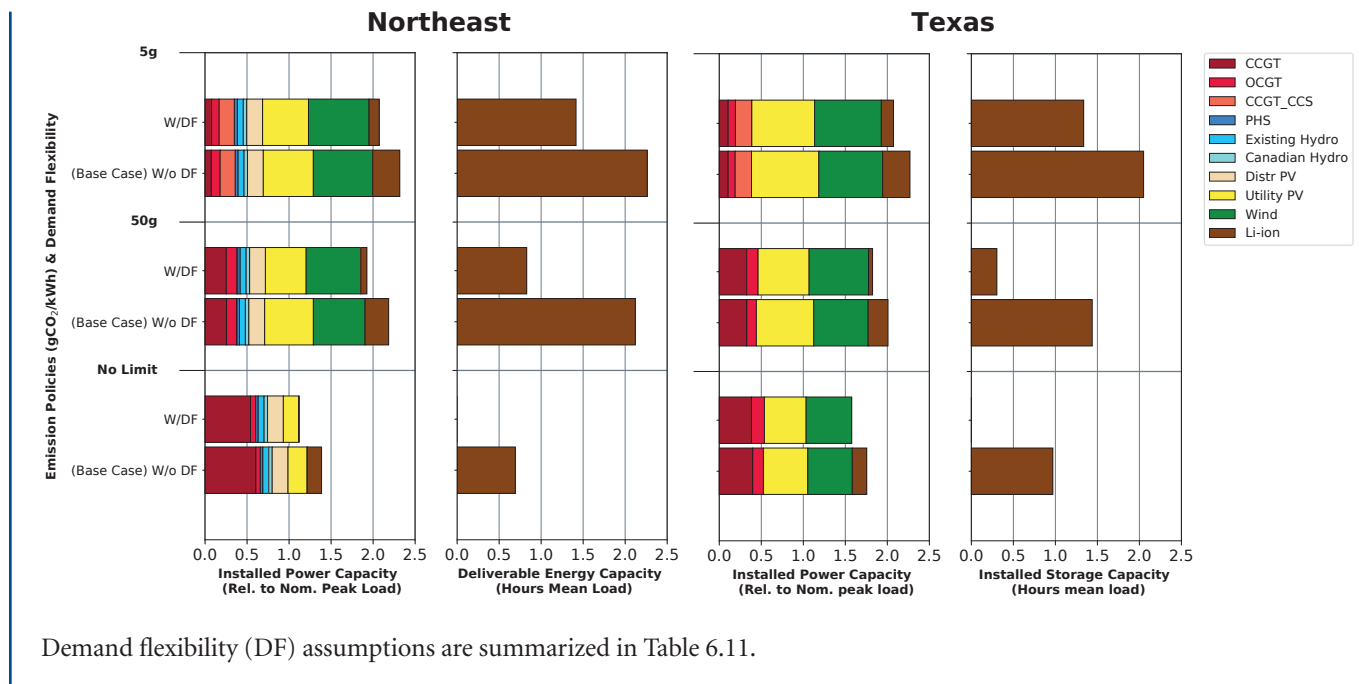 Northeast
Texas
Emission Policies (gCO2/kWh) & Demand Flexibility
5g
W/DF
(Base Case) W/o DF
50g
W/DF
(Base Case) W/o DF
No Limit
W/DF
(Base Case) W/o DF
0.0 0.5 1.0 1.5 2.0 2.5
Installed Power Capacity
(Rel. to Nom. Peak Load)
0.0 0.5 1.0 1.5 2.0 2.5
Deliverable Energy Capacity
(Hours Mean Load)
0.0 0.5 1.0 1.5 2.0 2.5
Installed Power Capacity
(Rel. to Nom. peak load)
0.0 0.5 1.0 1.5 2.0 2.5
Installed Storage Capacity
(Hours mean load)
CCGT
OCGT
CCGT_CCS
PHS
Existing Hydro
Canadian Hydro
Distr PV
Utility PV
Wind
Li-ion
Demand flexibility (DF) assumptions are summarized in Table 6.11.